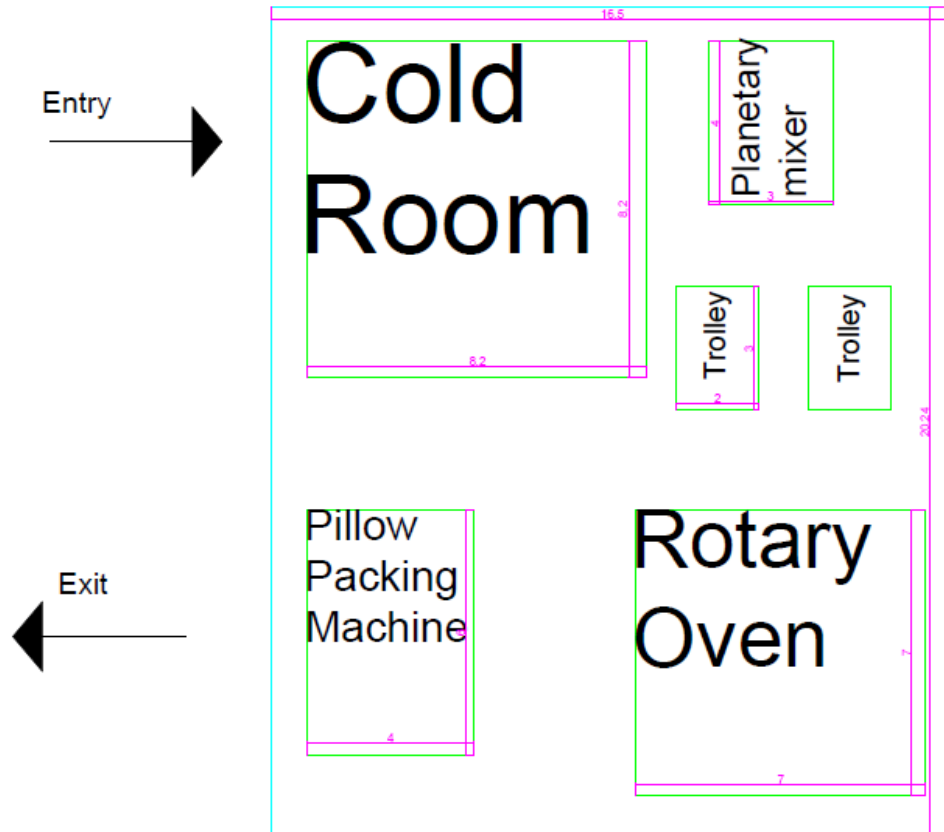 16.5
Entry
Cold
Room
8.2
8.2
Planetary
mixer
4
3
Trolley
3
2
Trolley
20.24
Exit
Pillow
Packing
Machine
4
Rotary
Oven
7
7